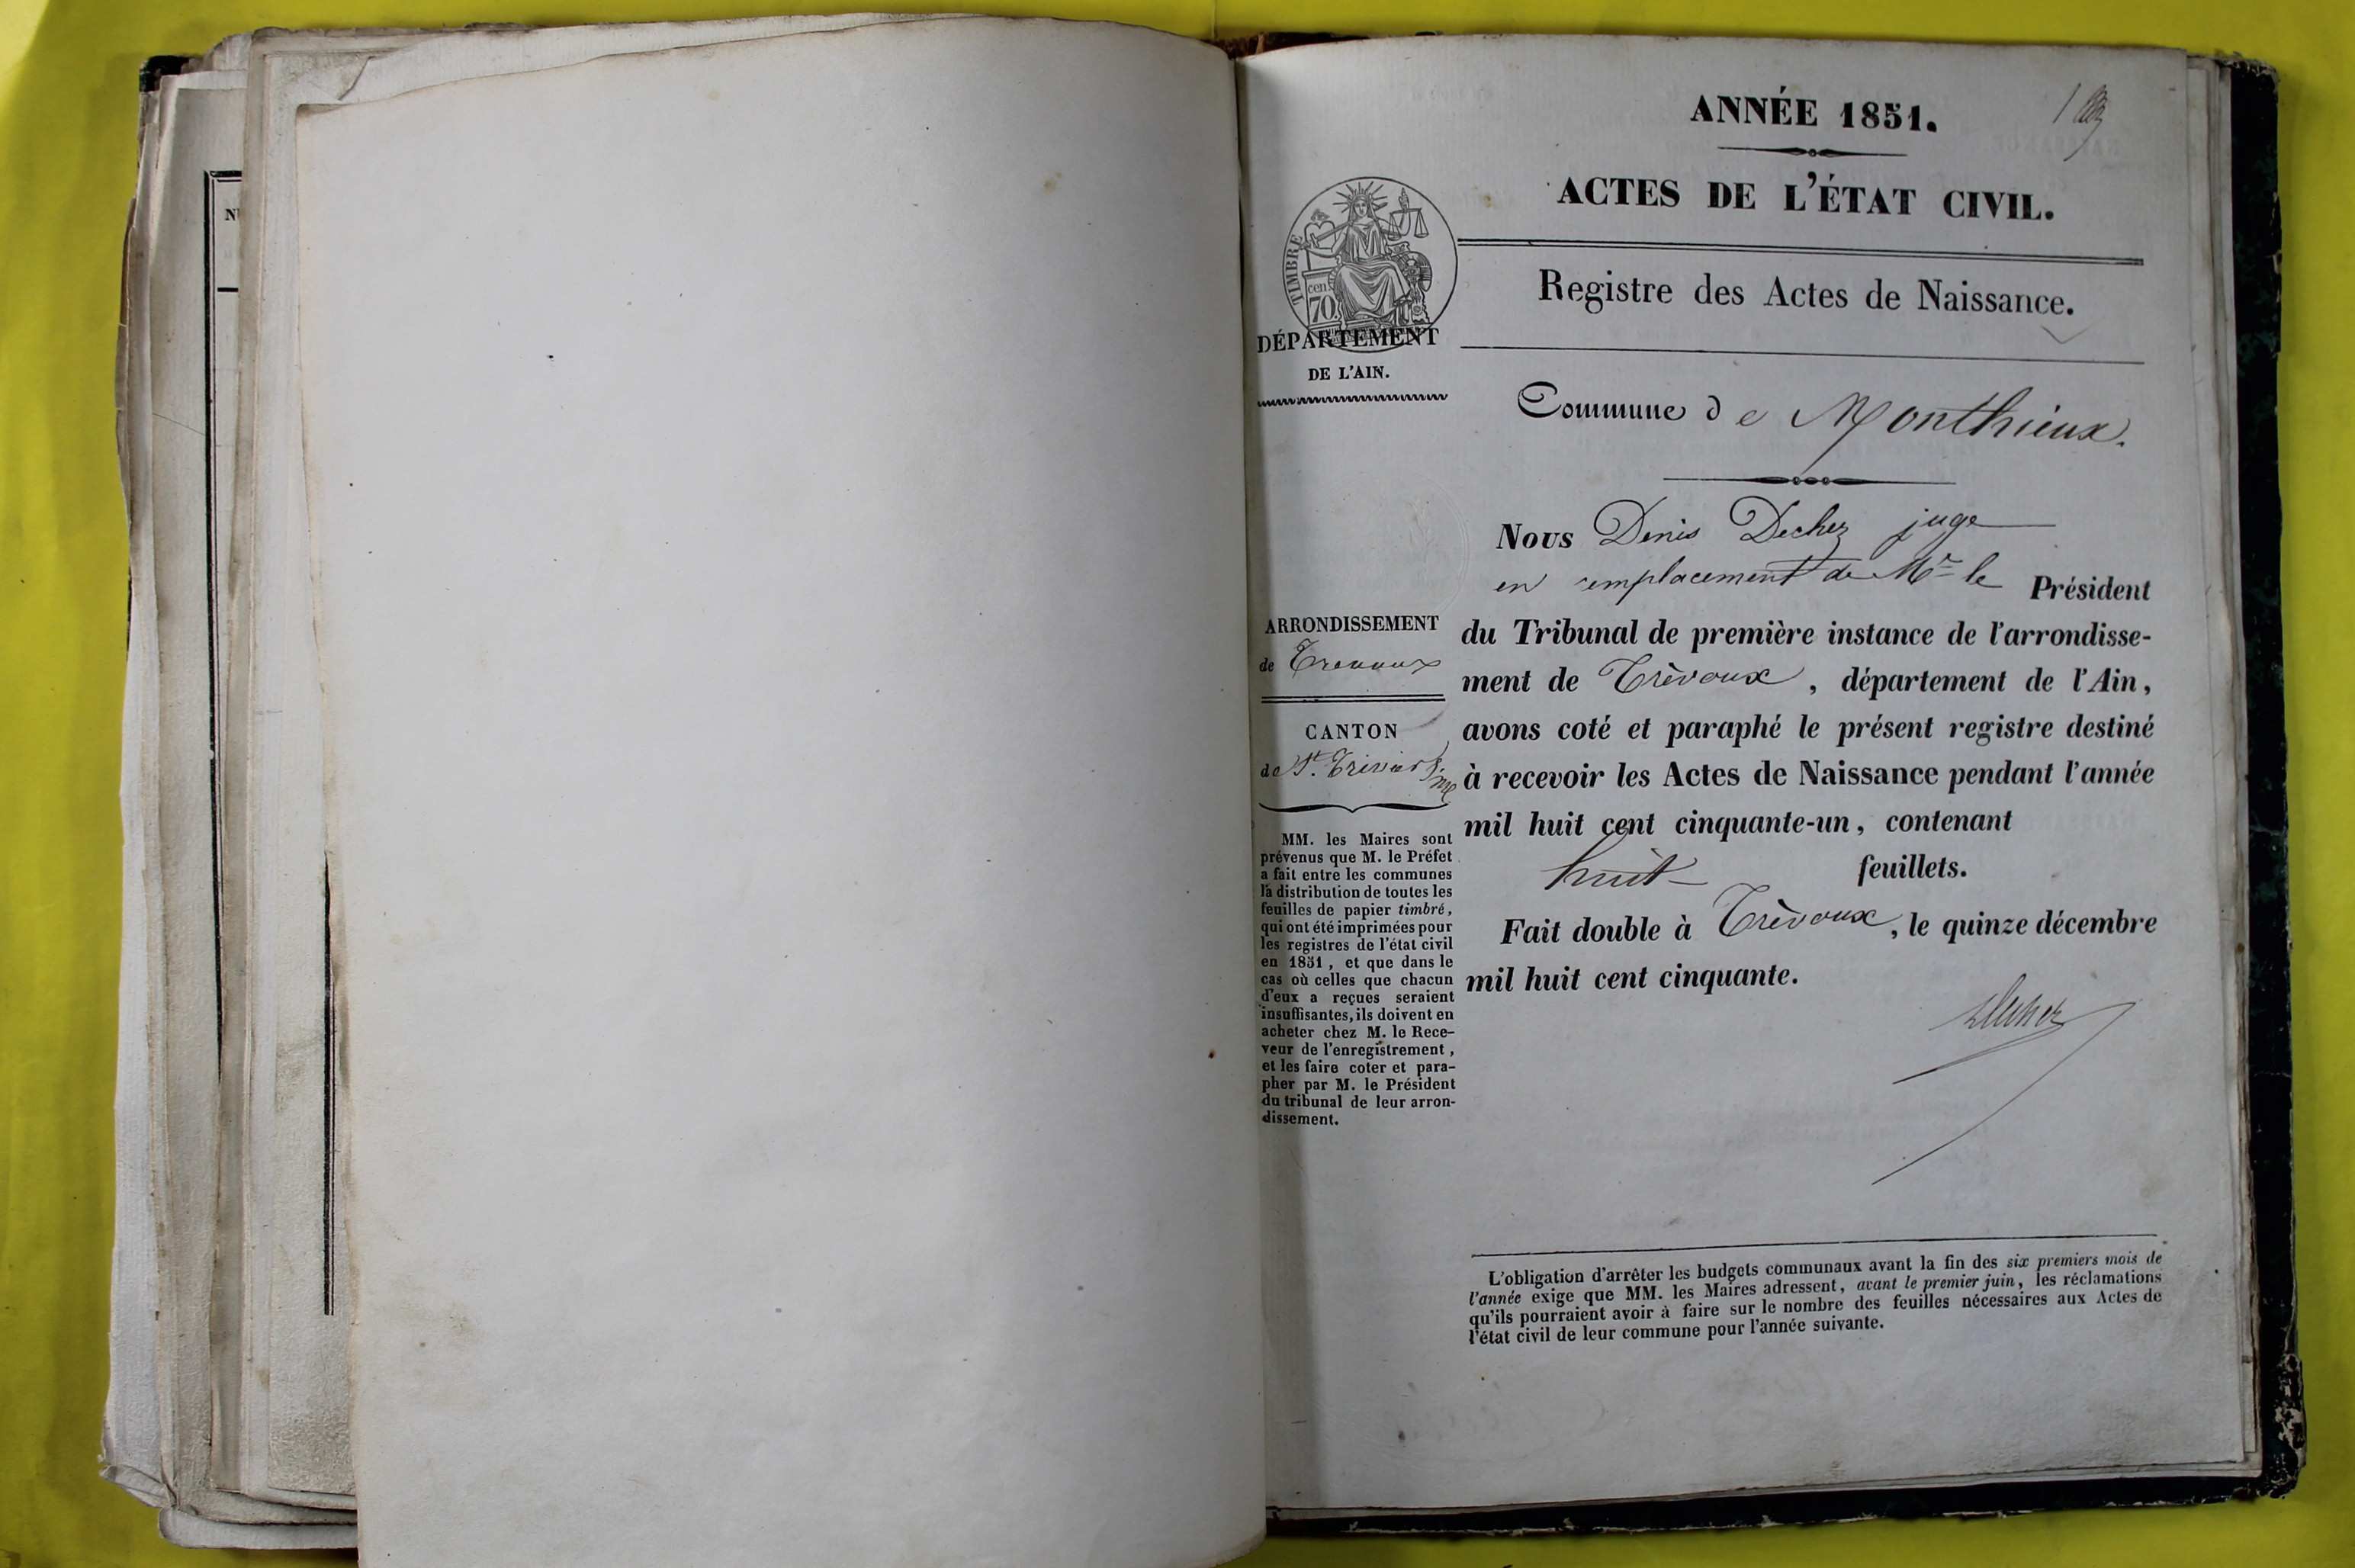 N
ANNÉE 1851.
1
ACTES DE L'ÉTAT CIVIL.
Registre des Actes de Naissance.
TIMBRE
cent
70.
DÉPARTEMENT
DE L'AIN.
Commune de Monthieux.
Nous Denis Dechez juge
en remplacement de Mr le Président
du Tribunal de première instance de l'arrondisse-
ment de Trèvoux, département de l'Ain,
avons coté et paraphé le présent registre destiné
à recevoir les Actes de Naissance pendant l'année
mil huit cent cinquante-un, contenant
huit feuillets.
Fait double à Trèvoux, le quinze décembre
mil huit cent cinquante.
Dechez
ARRONDISSEMENT
de Trevoux
CANTON
de St. Trivier
MM. les Maires sont
prévenus que M. le Préfet
a fait entre les communes
la distribution de toutes les
feuilles de papier timbré,
qui ont été imprimées pour
les registres de l'état civil
en 1851, et que dans le
cas où celles que chacun
d'eux a reçues seraient
insuffisantes, ils doivent en
acheter chez M. le Rece-
veur de l'enregistrement,
et les faire coter et para-
pher par M. le Président
du tribunal de leur arron-
dissement.
L'obligation d'arrêter les budgets communaux avant la fin des six premiers mois de
l'année exige que MM. les Maires adressent, avant le premier juin, les réclamations
qu'ils pourraient avoir à faire sur le nombre des feuilles nécessaires aux Actes de
l'état civil de leur commune pour l'année suivante.